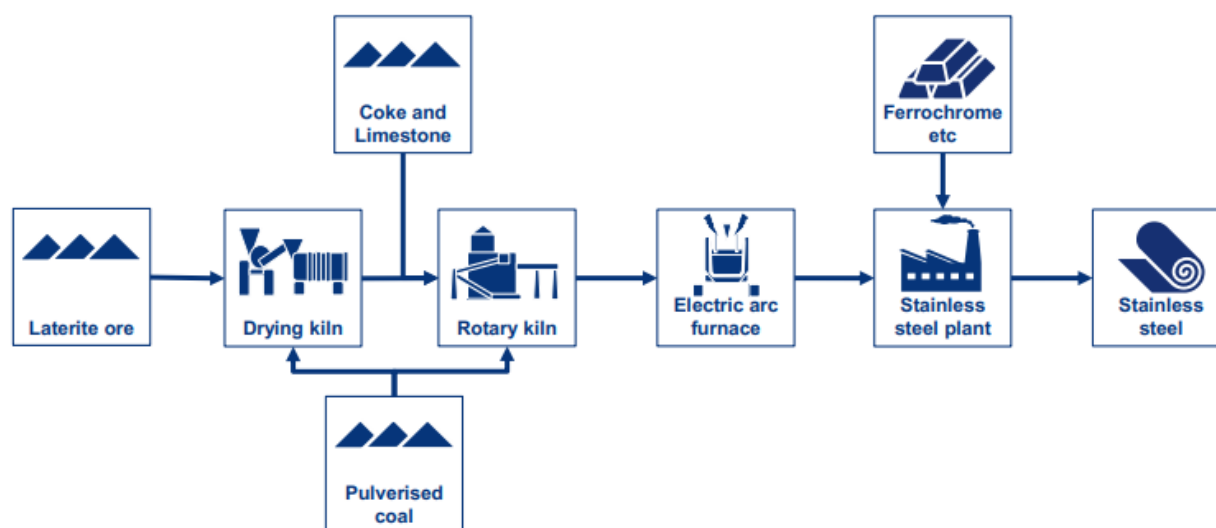 Coke and
Limestone
Ferrochrome
etc
Laterite ore
Drying kiln
Rotary kiln
Electric arc
furnace
Stainless
steel plant
Stainless
steel
Pulverised
coal